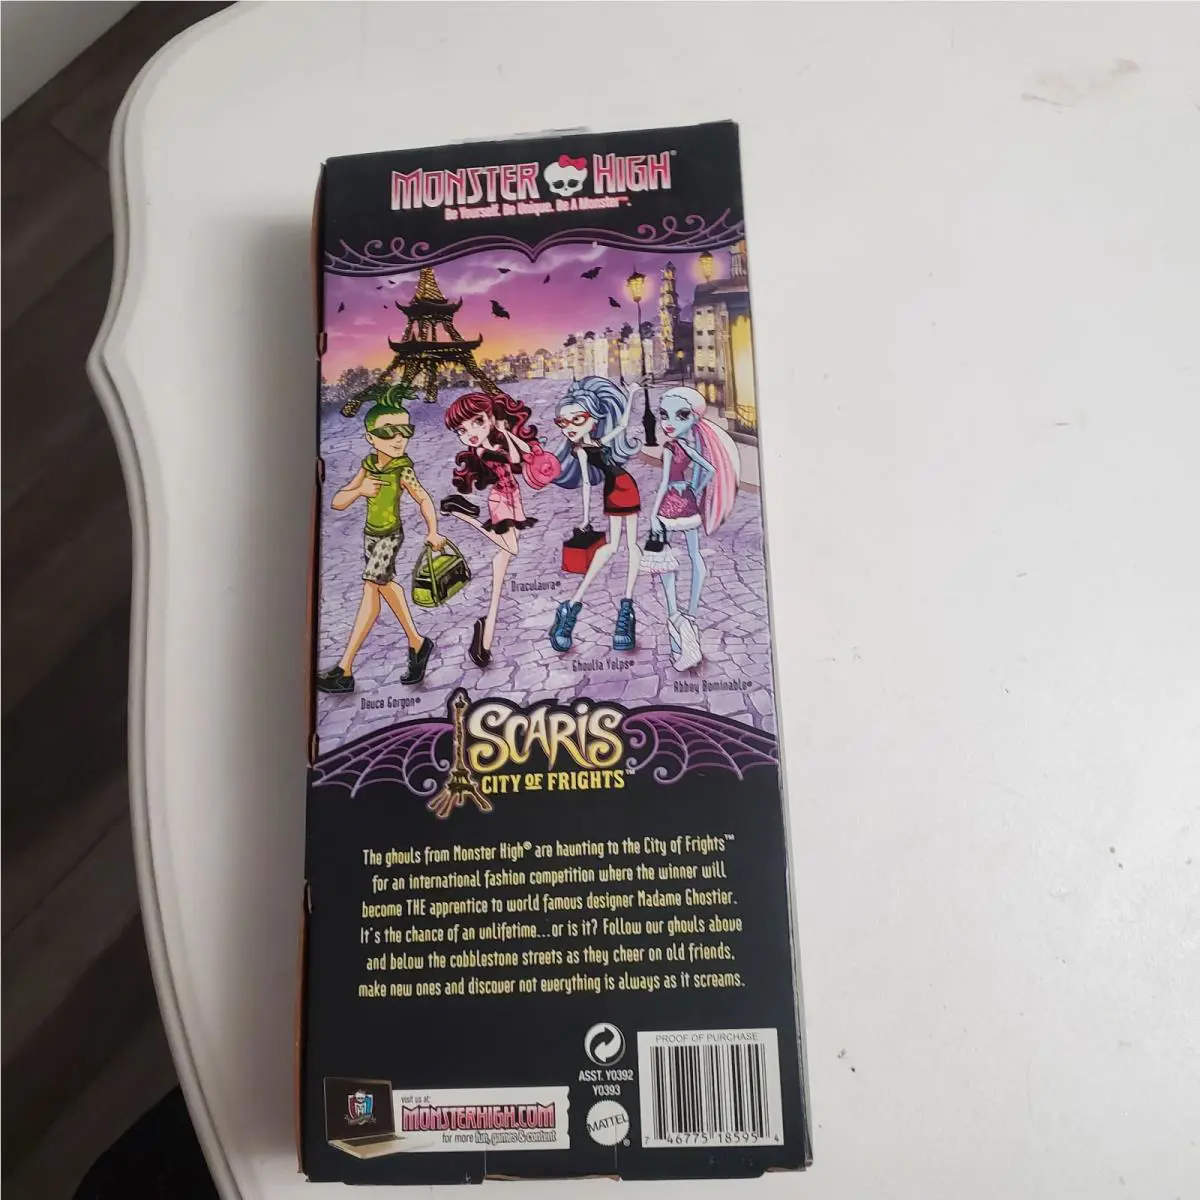 MONSTER HIGH®
Be Yourself. Be Unique. Be A Monster™.
Draculaura®
Ghoulia Yelps®
Abbey Bominable®
Deuce Gorgon®
SCARIS
CITY OF FRIGHTS™
The ghouls from Monster High® are haunting to the City of Frights™
for an international fashion competition where the winner will
become THE apprentice to world famous designer Madame Ghostier.
It's the chance of an unlifetime...or is it? Follow our ghouls above
and below the cobblestone streets as they cheer on old friends,
make new ones and discover not everything is always as it screams.
PROOF OF PURCHASE
ASST. Y0392
Y0393
visit us at:
MONSTERHIGH.COM
for more fun, games & content
MATTEL®
7 46775 18595 4